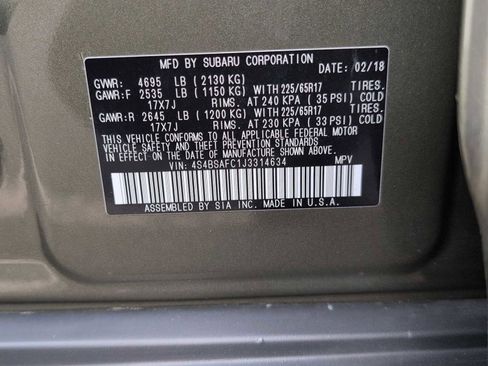 MFD BY SUBARU CORPORATION
DATE: 02/18
GVWR: 4695 LB ( 2130 KG)
GAWR:F 2535 LB ( 1150 KG) WITH 225/65R17 TIRES.
17X7J RIMS. AT 240 KPA ( 35 PSI) COLD
GAWR:R 2645 LB ( 1200 KG) WITH 225/65R17 TIRES.
17X7J RIMS. AT 230 KPA ( 33 PSI) COLD
THIS VEHICLE CONFORMS TO ALL APPLICABLE FEDERAL MOTOR
VEHICLE SAFETY AND THEFT PREVENTION STANDARDS IN
EFFECT ON THE DATE OF MANUFACTURE SHOWN ABOVE.
VIN: 4S4BSAFC1J3314634 MPV
ASSEMBLED BY SIA INC. MADE IN U.S.A.